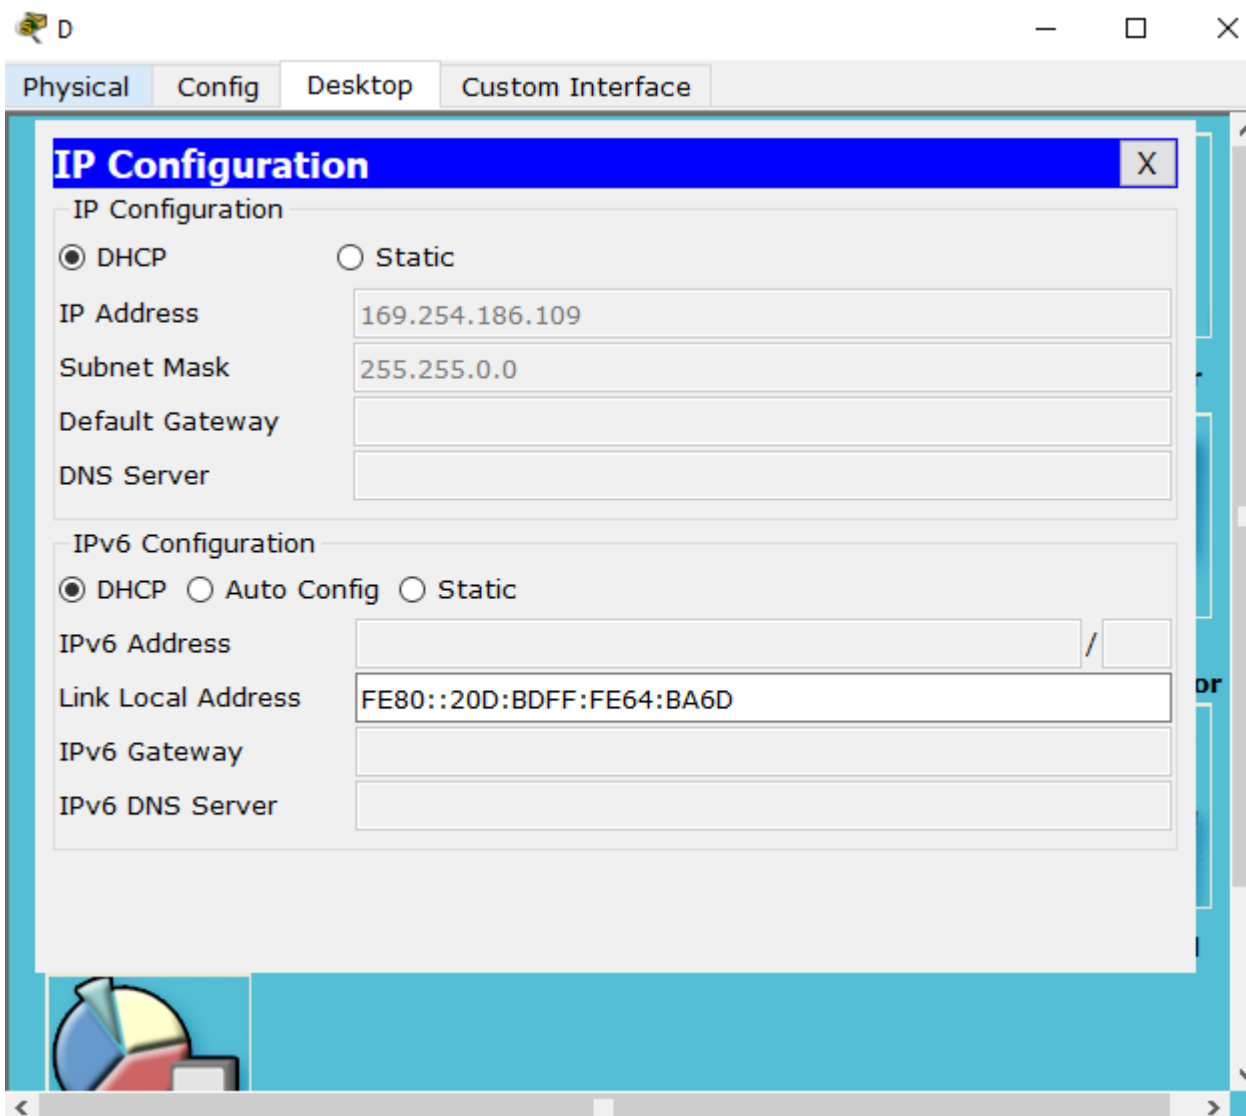 D
Physical Config Desktop Custom Interface
IP Configuration X
IP Configuration
DHCP Static
IP Address 169.254.186.109
Subnet Mask 255.255.0.0
Default Gateway
DNS Server
IPv6 Configuration
DHCP Auto Config Static
IPv6 Address /
Link Local Address FE80::20D:BDFF:FE64:BA6D
IPv6 Gateway
IPv6 DNS Server